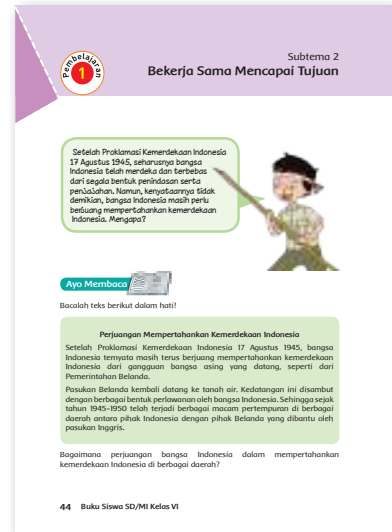 Subtema 2
Pembelajaran
1
Bekerja Sama Mencapai Tujuan
Setelah Proklamasi Kemerdekaan Indonesia
17 Agustus 1945, seharusnya bangsa
Indonesia telah merdeka dan terbebas
dari segala bentuk penindasan serta
penjajahan. Namun, kenyataannya tidak
demikian, bangsa Indonesia masih perlu
berjuang mempertahankan kemerdekaan
Indonesia. Mengapa?
Ayo Membaca
Bacalah teks berikut dalam hati!
Perjuangan Mempertahankan Kemerdekaan Indonesia
Setelah Proklamasi Kemerdekaan Indonesia 17 Agustus 1945, bangsa
Indonesia ternyata masih terus berjuang mempertahankan kemerdekaan
Indonesia dari gangguan bangsa asing yang datang, seperti dari
Pemerintahan Belanda.
Pasukan Belanda kembali datang ke tanah air. Kedatangan ini disambut
dengan berbagai bentuk perlawanan oleh bangsa Indonesia. Sehingga sejak
tahun 1945-1950 telah terjadi berbagai macam pertempuran di berbagai
daerah antara pihak Indonesia dengan pihak Belanda yang dibantu oleh
pasukan Inggris.
Bagaimana perjuangan bangsa Indonesia dalam mempertahankan
kemerdekaan Indonesia di berbagai daerah?
44 Buku Siswa SD/MI Kelas VI